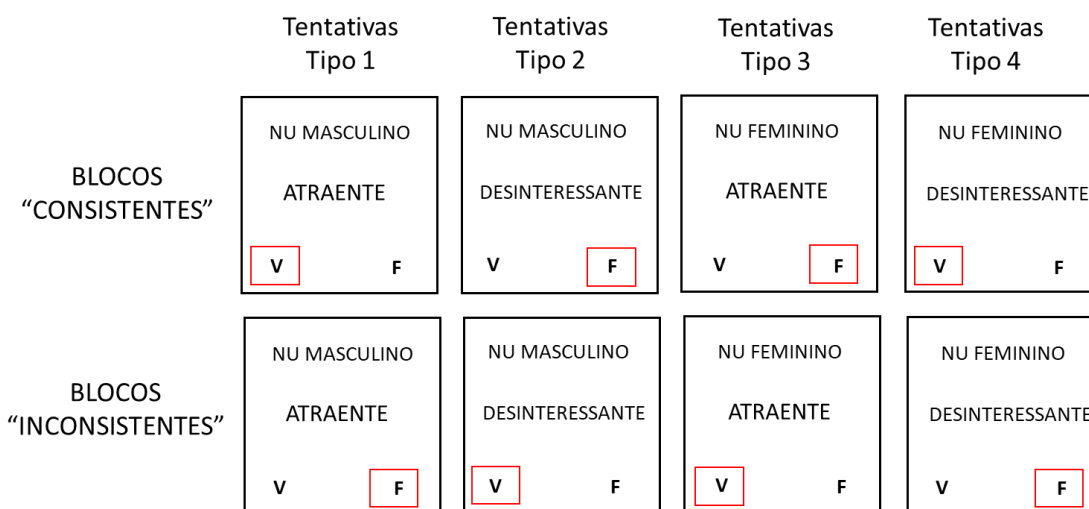 Tentativas Tipo 1
Tentativas Tipo 2
Tentativas Tipo 3
Tentativas Tipo 4
BLOCOS
“CONSISTENTES”
NU MASCULINO
ATRAENTE
V F
NU MASCULINO
DESINTERESSANTE
V F
NU FEMININO
ATRAENTE
V F
NU FEMININO
DESINTERESSANTE
V F
BLOCOS
“INCONSISTENTES”
NU MASCULINO
ATRAENTE
V F
NU MASCULINO
DESINTERESSANTE
V F
NU FEMININO
ATRAENTE
V F
NU FEMININO
DESINTERESSANTE
V F